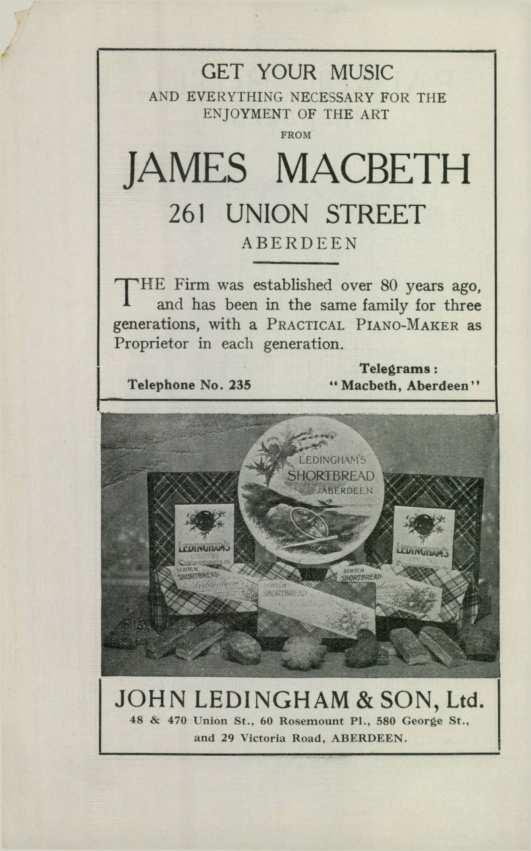 GET YOUR MUSIC
AND EVERYTHING NECESSARY FOR THE
ENJOYMENT OF THE ART
FROM
JAMES MACBETH
261 UNION STREET
ABERDEEN
THE Firm was established over 80 years ago,
and has been in the same family for three
generations, with a PRACTICAL PIANO-MAKER as
Proprietor in each generation.
Telegrams:
Telephone No. 235 "Macbeth, Aberdeen"
LEDINGHAM'S
SHORTBREAD
ABERDEEN
LEDINGHAM'S
LEDINGHAM'S
SCOTCH
SHORTBREAD
SCOTCH
SHORTBREAD
SHORTBREAD
JOHN LEDINGHAM & SON, Ltd.
48 & 470 Union St., 60 Rosemount Pl., 580 George St.,
and 29 Victoria Road, ABERDEEN.